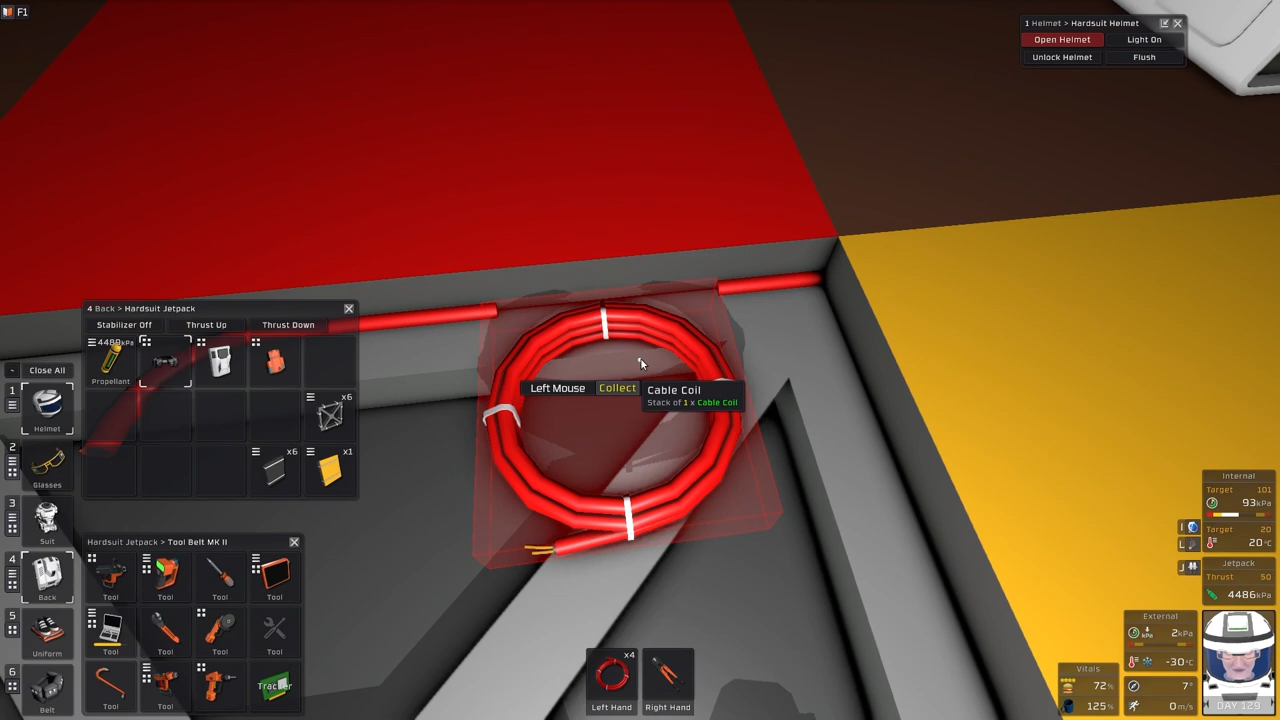 F1
1 Helmet > Hardsuit Helmet
Open Helmet
Light On
Unlock Helmet
Flush
4 Back > Hardsuit Jetpack
Stabilizer Off
Thrust Up
Thrust Down
Propellant
x6
x6
x1
Left Mouse
Collect
Cable Coil
Stack of 1 x Cable Coil
-
Close All
1
Helmet
2
Glasses
3
Suit
4
Back
5
Uniform
6
Belt
Hardsuit Jetpack > Tool Belt MK II
Tool
Tool
Tool
Tool
Tool
Tool
Tool
Tool
Tool
Tool
Tool
Tracker
x4
Left Hand
Right Hand
Internal
Target 101
93kPa
Target 20
20°C
Jetpack
Thrust 50
4486kPa
External
kPa
2kPa
-30°C
7°
0m/s
Vitals
72%
125%
DAY 129